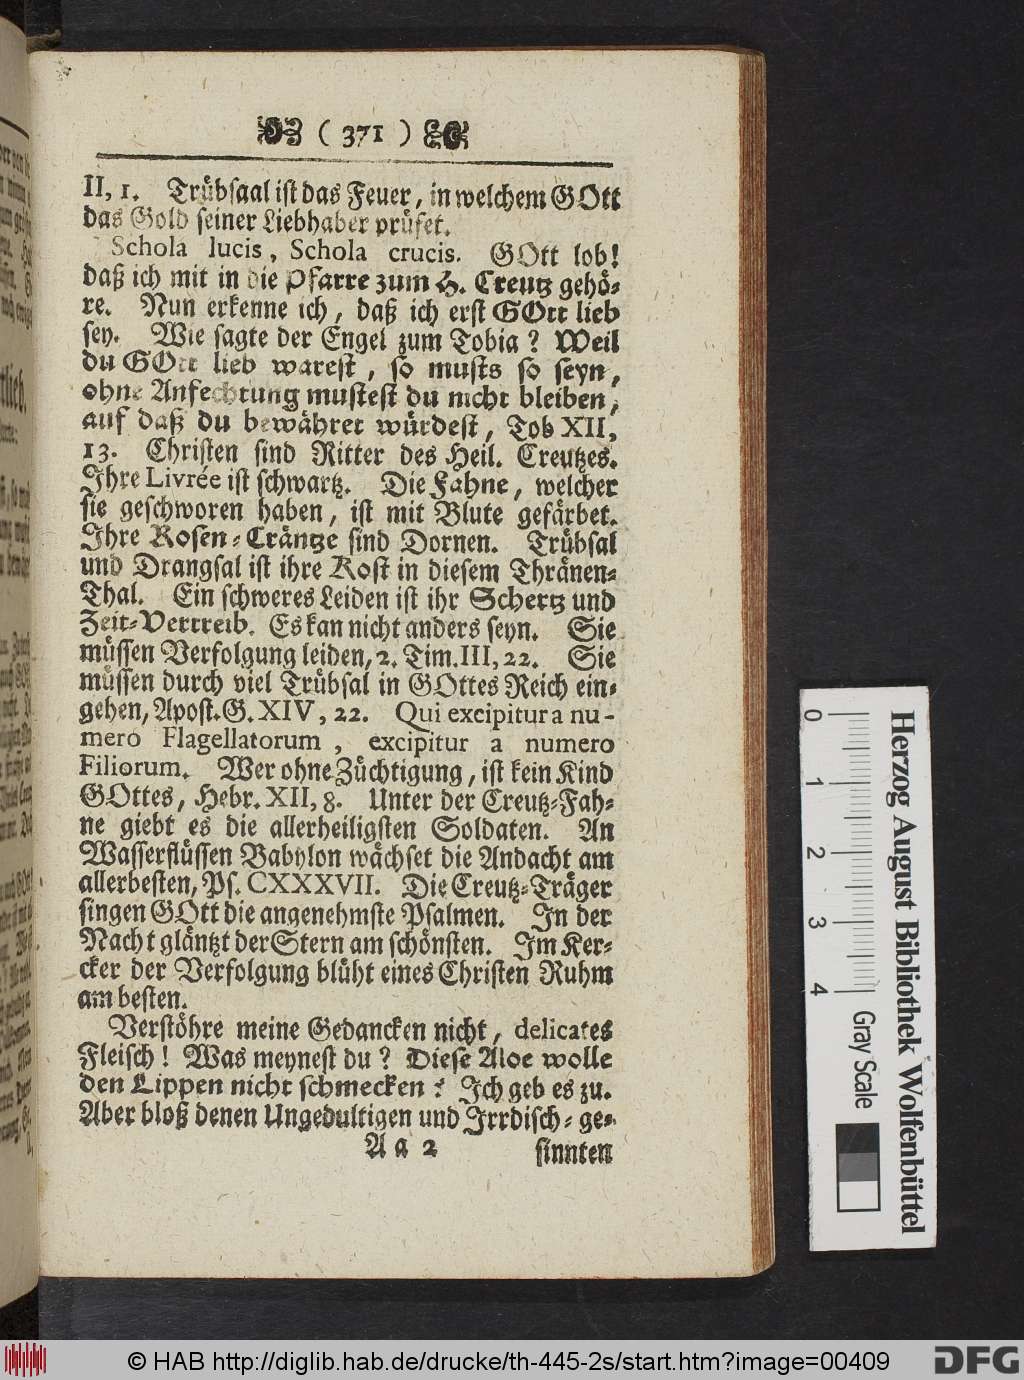 ( 371 )
II, 1. Trübsaal ist das Feuer, in welchem GOtt
das Gold seiner Liebhaber prüfet.
Schola lucis, Schola crucis. GOtt lob!
daß ich mit in die Pfarre zum H. Creutz gehö-
re. Nun erkenne ich, daß ich erst GOtt lieb
sey. Wie sagte der Engel zum Tobia? Weil
du GOtt lieb warest, so musts so seyn,
ohne Anfechtung mustest du nicht bleiben,
auf daß du bewähret würdest, Tob XII,
13. Christen sind Ritter des Heil. Creutzes.
Ihre Livrée ist schwartz. Die Fahne, welcher
sie geschworen haben, ist mit Blute gefärbet.
Ihre Rosen-Cräntze sind Dornen. Trübsal
und Drangsal ist ihre Kost in diesem Thränen-
Thal. Ein schweres Leiden ist ihr Schertz und
Zeit-Vertreib. Es kan nicht anders seyn. Sie
müssen Verfolgung leiden, 2. Tim. III, 22. Sie
müssen durch viel Trübsal in GOttes Reich ein-
gehen, Apost. G. XIV, 22. Qui excipitur a nu-
mero Flagellatorum, excipitur a numero
Filiorum. Wer ohne Züchtigung, ist kein Kind
GOttes, Hebr. XII, 8. Unter der Creutz-Fah-
ne giebt es die allerheiligsten Soldaten. An
Wasserflüssen Babylon wächset die Andacht am
allerbesten, Ps. CXXXVII. Die Creutz-Träger
singen GOtt die angenehmste Psalmen. In der
Nacht gläntzt der Stern am schönsten. Im Ker-
cker der Verfolgung blüht eines Christen Ruhm
am besten.
Verstöhre meine Gedancken nicht, delicates
Fleisch! Was meynest du? Diese Aloe wolle
den Lippen nicht schmecken? Ich geb es zu.
Aber bloß denen Ungedultigen und Irrdisch-ge-
A a 2 sinnten
0 1 2 3 4
Herzog August Bibliothek Wolfenbüttel
Gray Scale
© HAB http://diglib.hab.de/drucke/th-445-2s/start.htm?image=00409
DFG